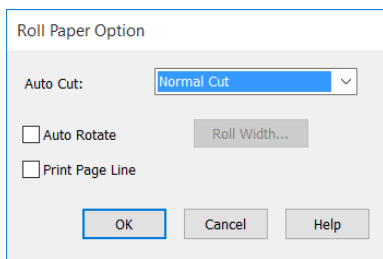 Roll Paper Option
Auto Cut: Normal Cut
Auto Rotate Roll Width...
Print Page Line
OK Cancel Help